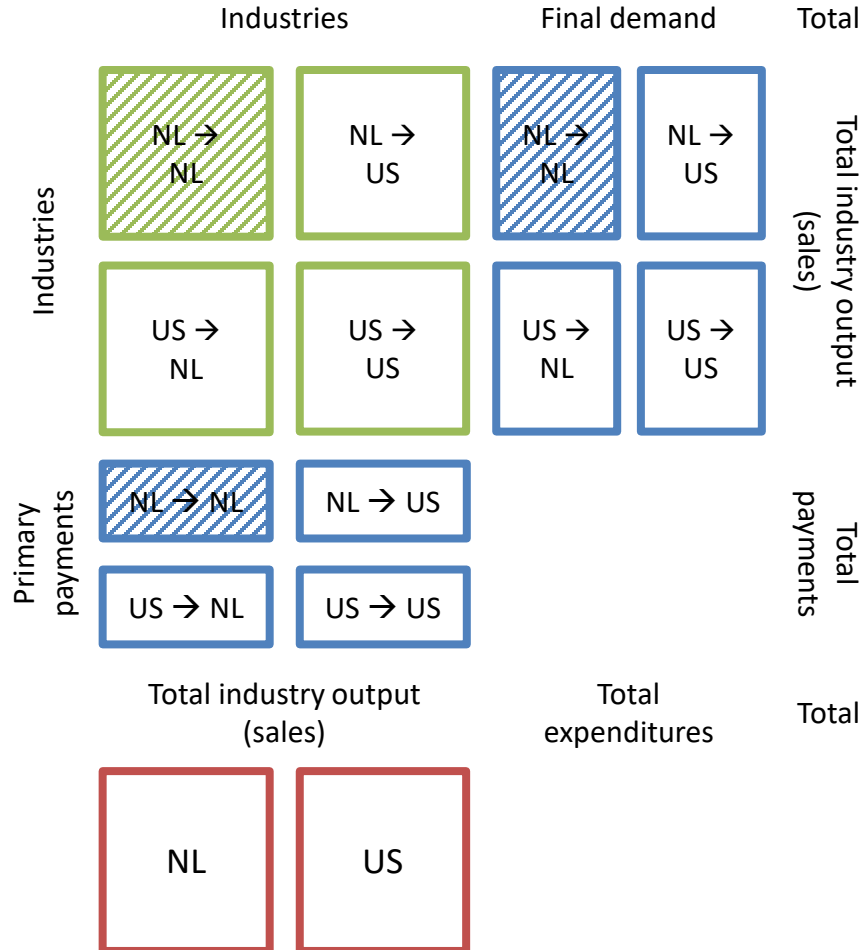 Industries Final demand Total
NL → NL → NL → NL →
NL US NL US
Industries
Total industry output
(sales)
US → US → US → US →
NL US NL US
Primary
payments
NL → NL NL → US
US → NL US → US
Total
payments
Total industry output
(sales)
Total
expenditures
Total
NL US